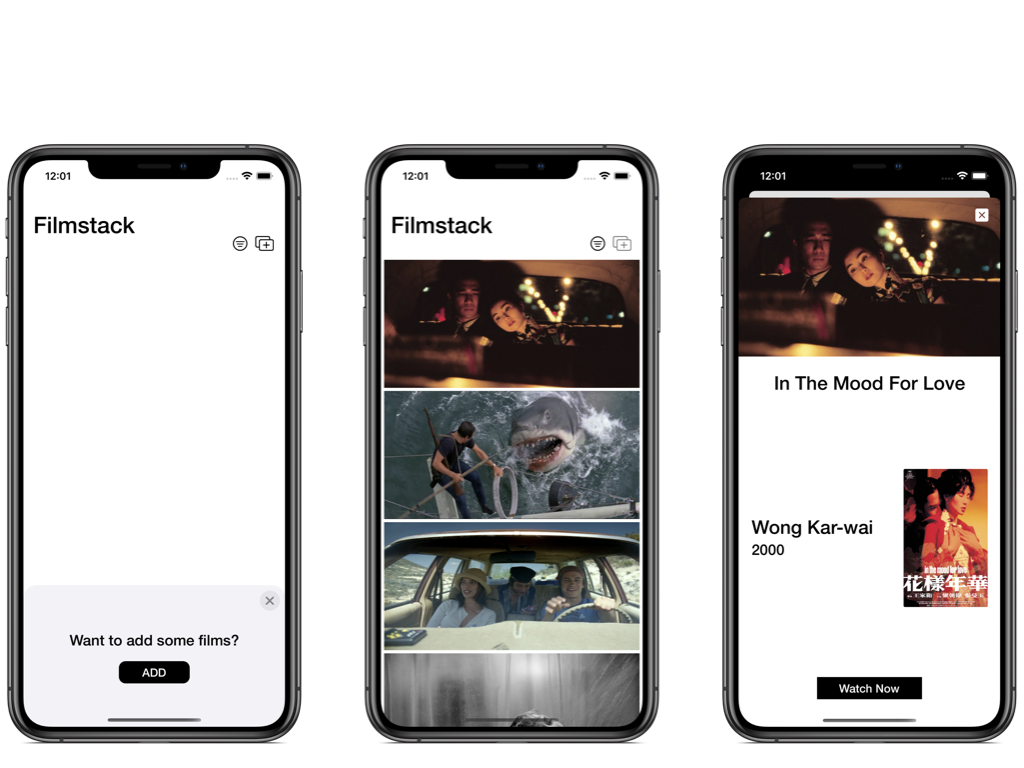 12:01
Filmstack
Want to add some films?
ADD
12:01
Filmstack
12:01
In The Mood For Love
Wong Kar-wai
2000
in the mood for love
花樣年華
Watch Now